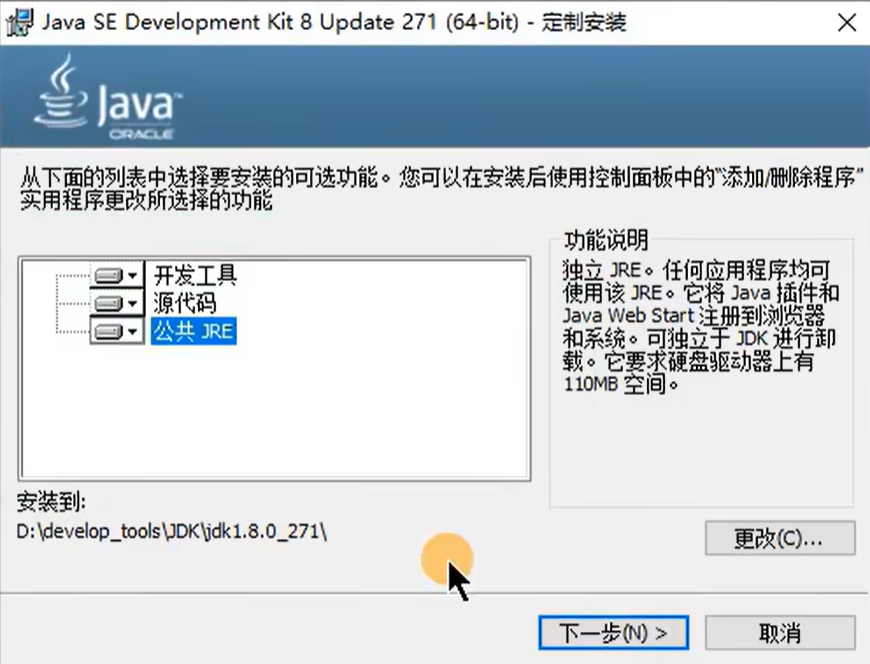 Java SE Development Kit 8 Update 271 (64-bit) - 定制安装
Java™
ORACLE
从下面的列表中选择要安装的可选功能。您可以在安装后使用控制面板中的“添加/删除程序”
实用程序更改所选择的功能
开发工具
源代码
公共 JRE
功能说明
独立 JRE。任何应用程序均可
使用该 JRE。它将 Java 插件和
Java Web Start 注册到浏览器
和系统。可独立于 JDK 进行卸
载。它要求硬盘驱动器上有
110MB 空间。
安装到:
D:\develop_tools\JDK\jdk1.8.0_271\
更改(C)...
下一步(N) >
取消